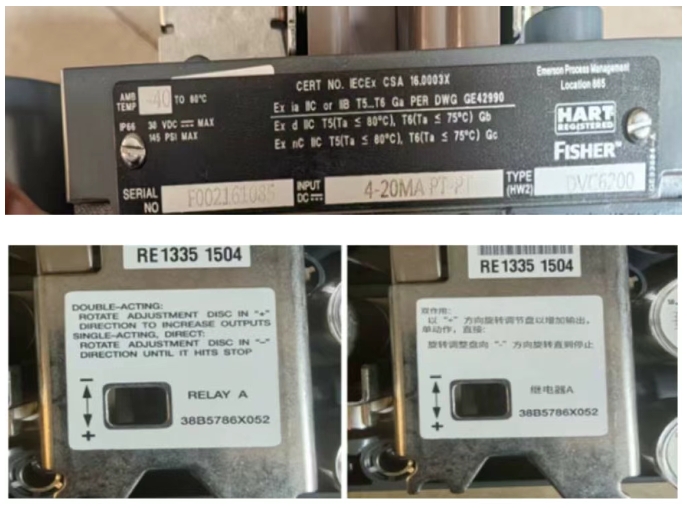 CERT NO. IECEx CSA 16.0003X
Emerson Process Management
Location 865
AMB TEMP -40 TO 80°C
Ex ia IIC or IIB T5...T6 Ga PER DWG GE42990
IP66 30 VDC MAX
145 PSI MAX
Ex d IIC T5(Ta ≤ 80°C), T6(Ta ≤ 75°C) Gb
Ex nC IIC T5(Ta ≤ 80°C), T6(Ta ≤ 75°C) Gc
HART
REGISTERED
FISHER™
SERIAL NO F002161085
INPUT DC 4-20MA PT-PT
TYPE (HW2) DVC6200
RE1335 1504
DOUBLE-ACTING:
ROTATE ADJUSTMENT DISC IN "+"
DIRECTION TO INCREASE OUTPUTS
SINGLE-ACTING, DIRECT:
ROTATE ADJUSTMENT DISC IN "-"
DIRECTION UNTIL IT HITS STOP
−
RELAY A
+
38B5786X052
RE1335 1504
双作用:
以 "+" 方向旋转调节盘以增加输出,
单动作, 直接:
旋转调整盘向 "-" 方向旋转直到停止
−
继电器A
+
38B5786X052